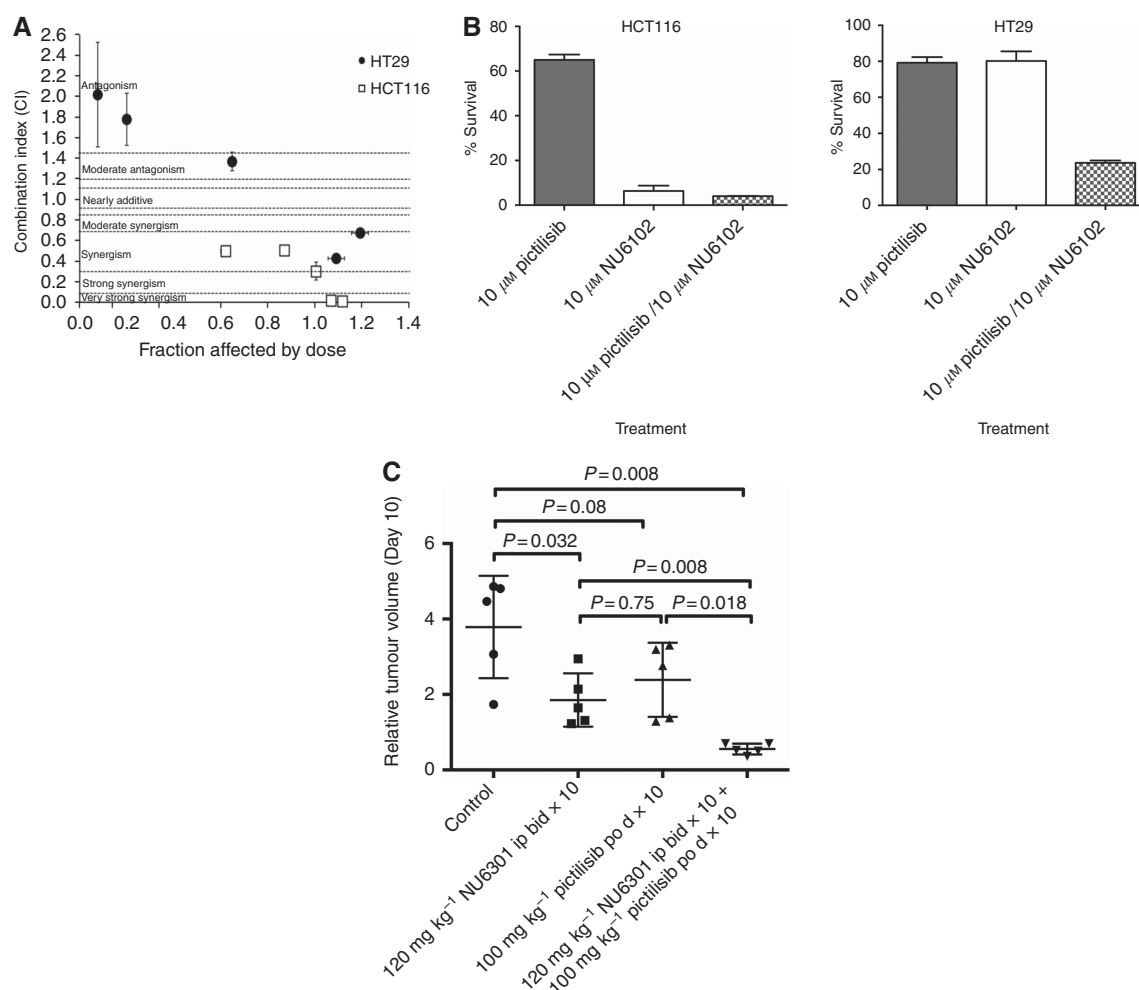 A
2.6
2.4
2.2
2.0
1.8
1.6
1.4
1.2
1.0
0.8
0.6
0.4
0.2
0.0
Combination index (CI)
HT29
HCT116
Antagonism
Moderate antagonism
Nearly additive
Moderate synergism
Synergism
Strong synergism
Very strong synergism
0.0 0.2 0.4 0.6 0.8 1.0 1.2 1.4
Fraction affected by dose
B
HCT116
80
60
40
20
0
% Survival
10 μM pictilisib
10 μM NU6102
10 μM pictilisib /10 μM NU6102
Treatment
HT29
100
80
60
40
20
0
% Survival
10 μM pictilisib
10 μM NU6102
10 μM pictilisib /10 μM NU6102
Treatment
C
P=0.008
P=0.08
P=0.032
P=0.008
P=0.75
P=0.018
6
4
2
0
Relative tumour volume (Day 10)
Control
120 mg kg⁻¹ NU6301 ip bid × 10
100 mg kg⁻¹ pictilisib po d × 10
120 mg kg⁻¹ NU6301 ip bid × 10 +
100 mg kg⁻¹ pictilisib po d × 10